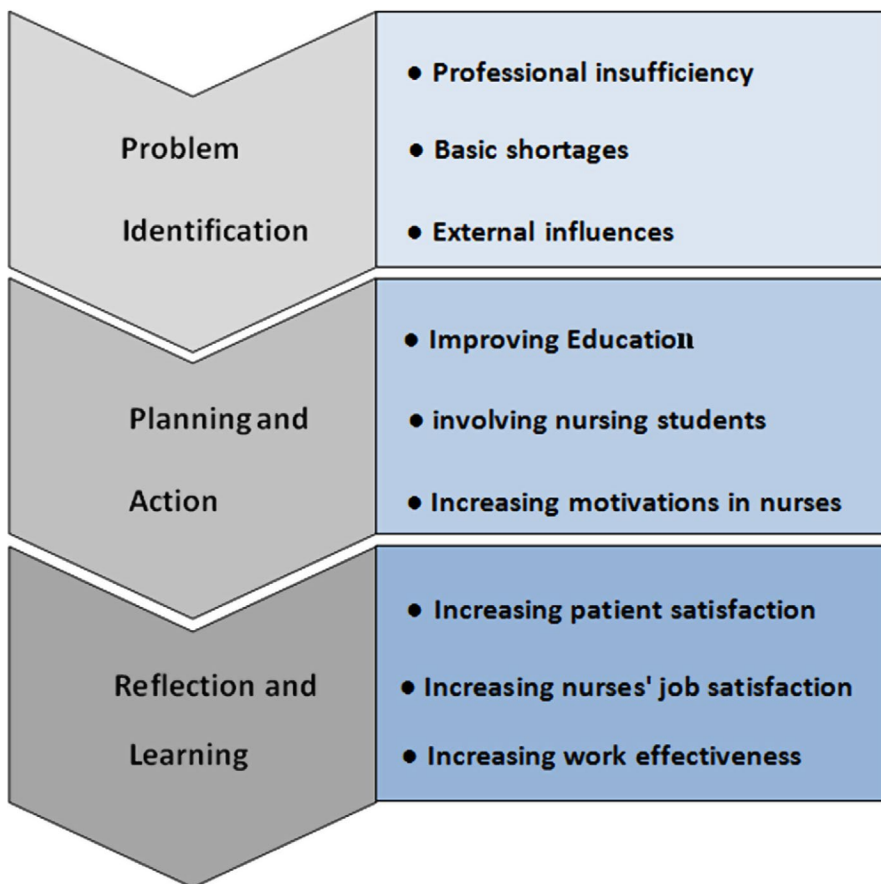 Problem
Identification
● Professional insufficiency
● Basic shortages
● External influences
Planning and
Action
● Improving Education
● involving nursing students
● Increasing motivations in nurses
Reflection and
Learning
● Increasing patient satisfaction
● Increasing nurses' job satisfaction
● Increasing work effectiveness